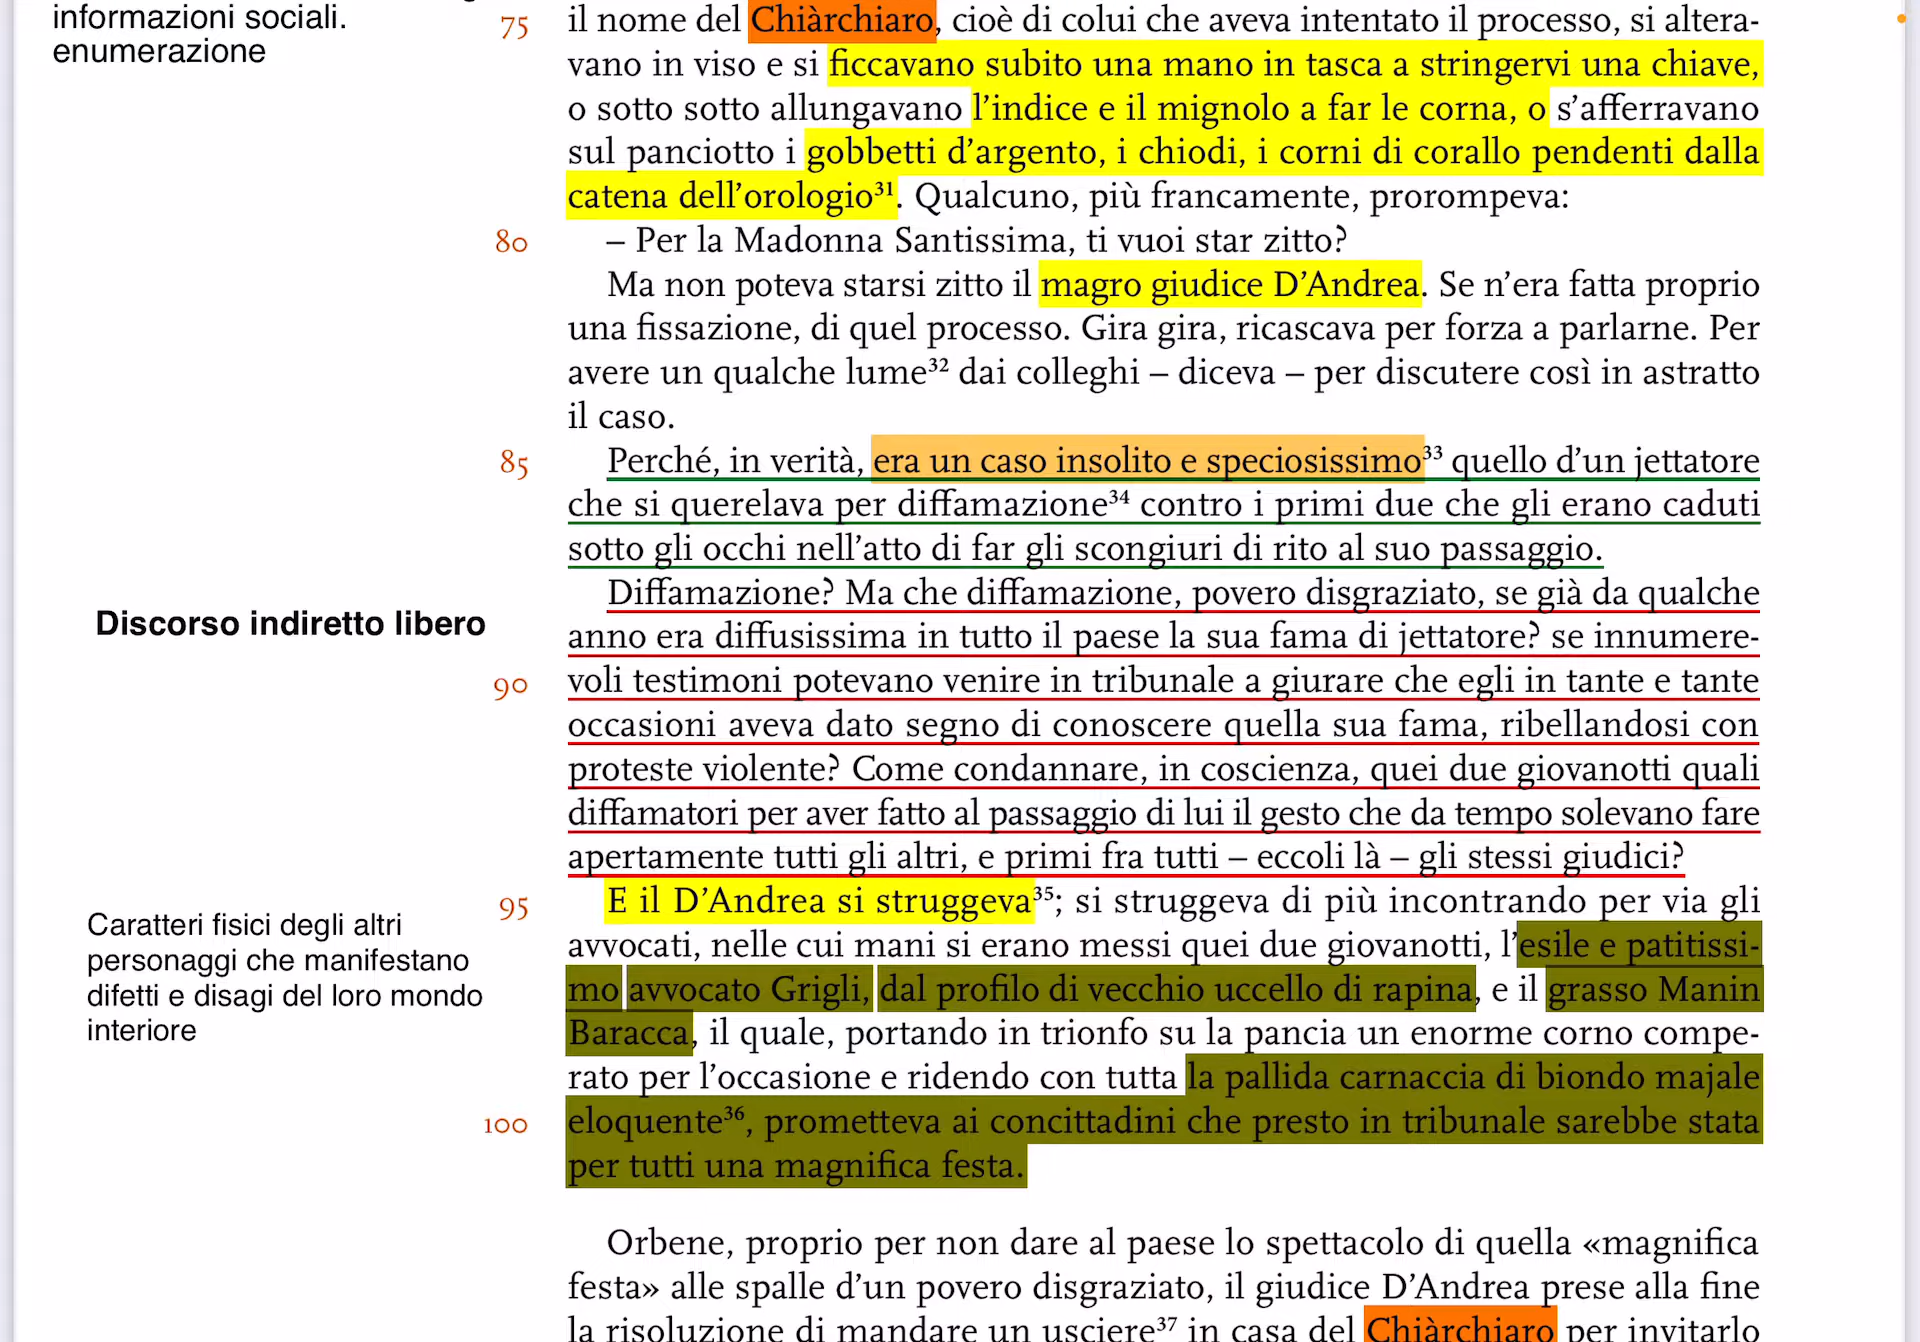 informazioni sociali.
enumerazione
75
il nome del Chiàrchiaro, cioè di colui che aveva intentato il processo, si altera-
vano in viso e si ficcavano subito una mano in tasca a stringervi una chiave,
o sotto sotto allungavano l’indice e il mignolo a far le corna, o s’afferravano
sul panciotto i gobbetti d’argento, i chiodi, i corni di corallo pendenti dalla
catena dell’orologio³¹. Qualcuno, più francamente, prorompeva:
80
– Per la Madonna Santissima, ti vuoi star zitto?
Ma non poteva starsi zitto il magro giudice D’Andrea. Se n’era fatta proprio
una fissazione, di quel processo. Gira gira, ricascava per forza a parlarne. Per
avere un qualche lume³² dai colleghi – diceva – per discutere così in astratto
il caso.
85
Perché, in verità, era un caso insolito e speciosissimo³³ quello d’un jettatore
che si querelava per diffamazione³⁴ contro i primi due che gli erano caduti
sotto gli occhi nell’atto di far gli scongiuri di rito al suo passaggio.
Diffamazione? Ma che diffamazione, povero disgraziato, se già da qualche
Discorso indiretto libero
anno era diffusissima in tutto il paese la sua fama di jettatore? se innumere-
90
voli testimoni potevano venire in tribunale a giurare che egli in tante e tante
occasioni aveva dato segno di conoscere quella sua fama, ribellandosi con
proteste violente? Come condannare, in coscienza, quei due giovanotti quali
diffamatori per aver fatto al passaggio di lui il gesto che da tempo solevano fare
apertamente tutti gli altri, e primi fra tutti – eccoli là – gli stessi giudici?
95
E il D’Andrea si struggeva³⁵; si struggeva di più incontrando per via gli
avvocati, nelle cui mani si erano messi quei due giovanotti, l’esile e patitissi-
mo avvocato Grigli, dal profilo di vecchio uccello di rapina, e il grasso Manin
Baracca, il quale, portando in trionfo su la pancia un enorme corno compe-
rato per l’occasione e ridendo con tutta la pallida carnaccia di biondo majale
100
eloquente³⁶, prometteva ai concittadini che presto in tribunale sarebbe stata
per tutti una magnifica festa.
Caratteri fisici degli altri
personaggi che manifestano
difetti e disagi del loro mondo
interiore
Orbene, proprio per non dare al paese lo spettacolo di quella «magnifica
festa» alle spalle d’un povero disgraziato, il giudice D’Andrea prese alla fine
la risoluzione di mandare un usciere³⁷ in casa del Chiàrchiaro per invitarlo